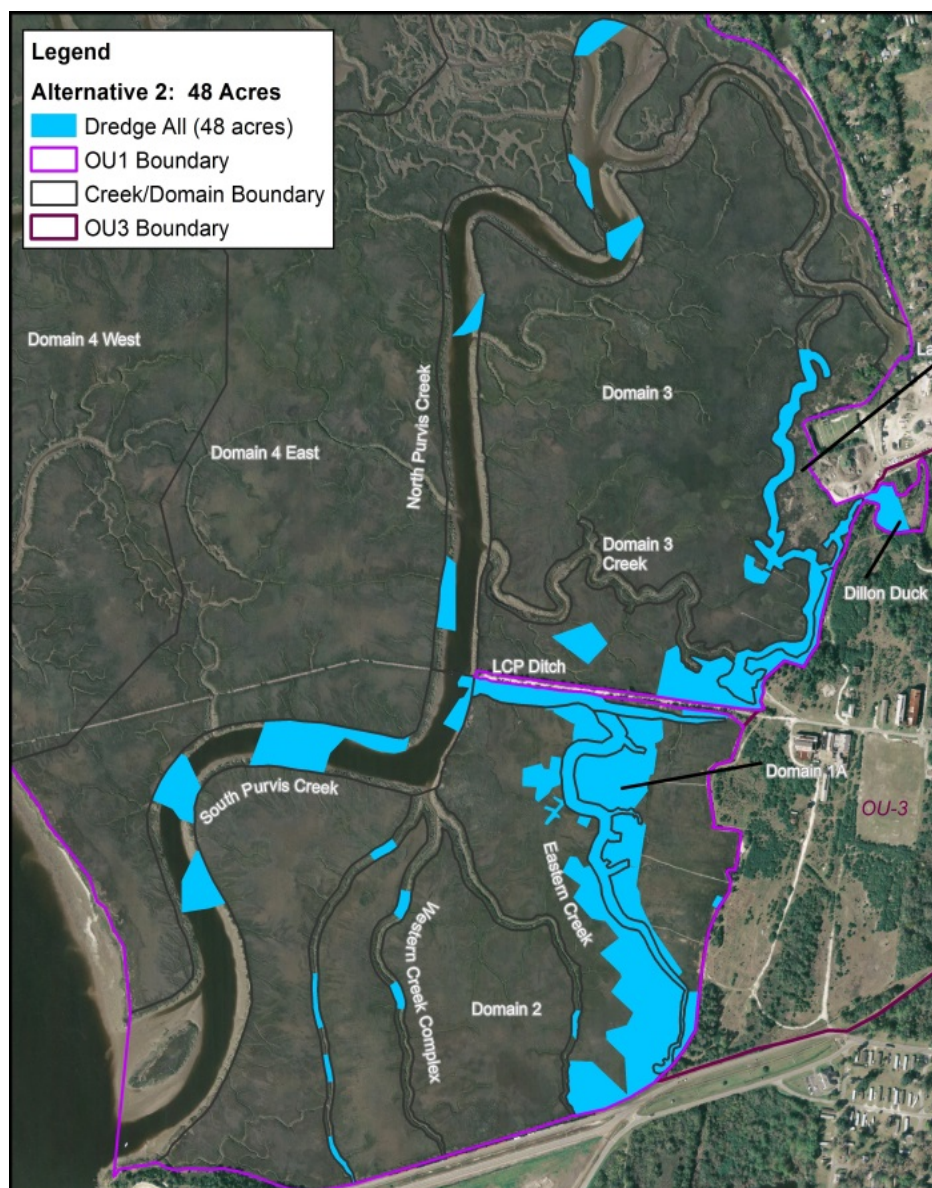 Legend
Alternative 2: 48 Acres
Dredge All (48 acres)
OU1 Boundary
Creek/Domain Boundary
OU3 Boundary
Domain 4 West
Domain 4 East
North Purvis Creek
Domain 3
La
Domain 3
Creek
Dillon Duck
LCP Ditch
South Purvis Creek
Domain 1A
OU-3
Eastern Creek
Western Creek Complex
Domain 2